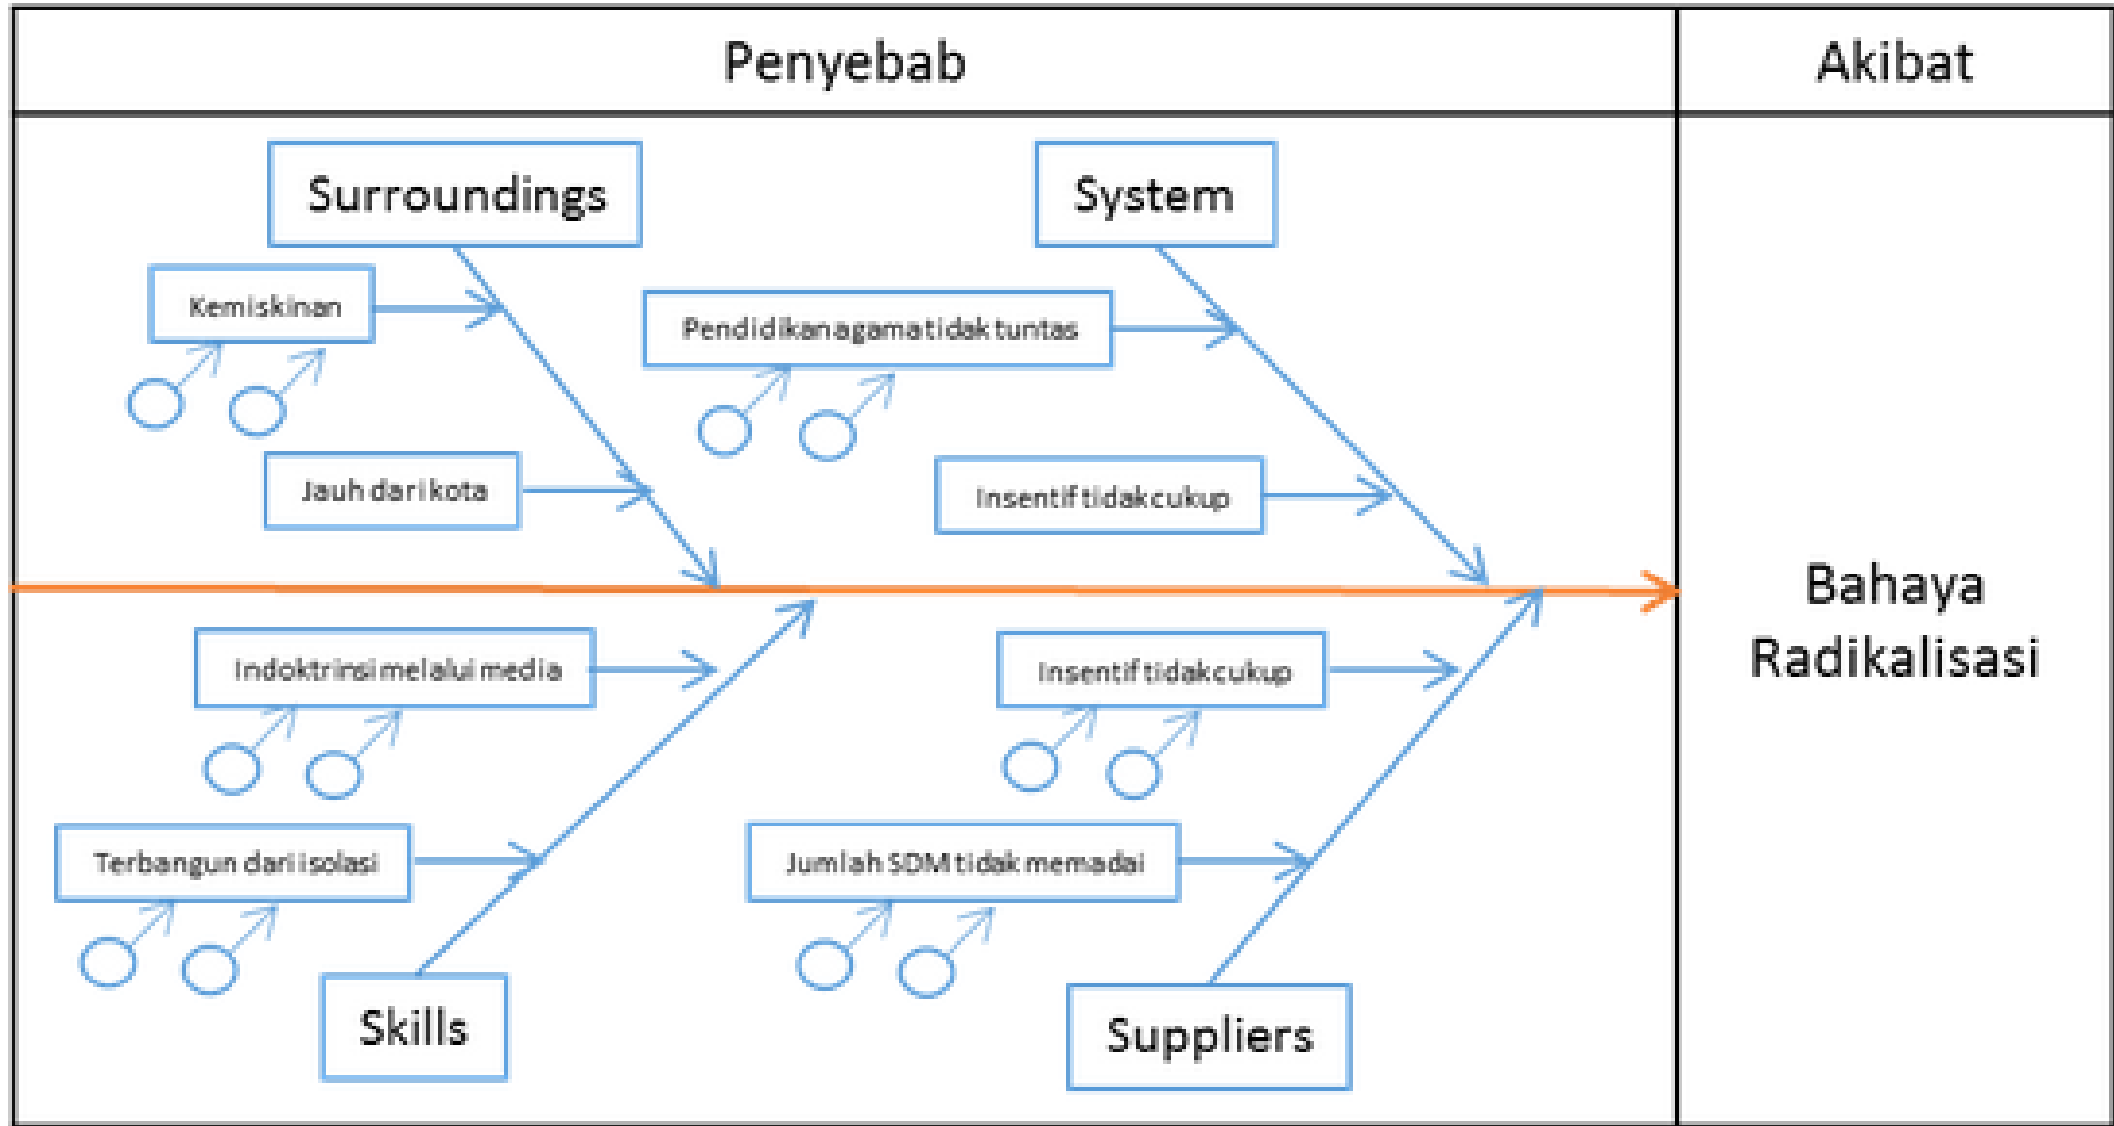 Penyebab
Akibat
Surroundings
System
Kemiskinan
Pendidikan agama tidak tuntas
Jauh dari kota
Insentif tidak cukup
Bahaya
Radikalisasi
Indoktrinsi melalui media
Insentif tidak cukup
Terbangun dari isolasi
Jumlah SDM tidak memadai
Skills
Suppliers